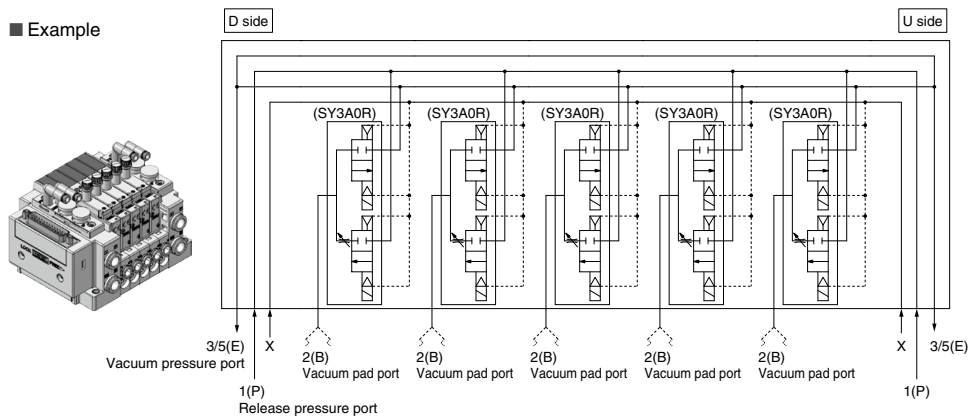 ■ Example
D side
U side
(SY3A0R)
(SY3A0R)
(SY3A0R)
(SY3A0R)
(SY3A0R)
3/5(E)
Vacuum pressure port
X
1(P)
Release pressure port
2(B)
Vacuum pad port
2(B)
Vacuum pad port
2(B)
Vacuum pad port
2(B)
Vacuum pad port
2(B)
Vacuum pad port
X
3/5(E)
1(P)